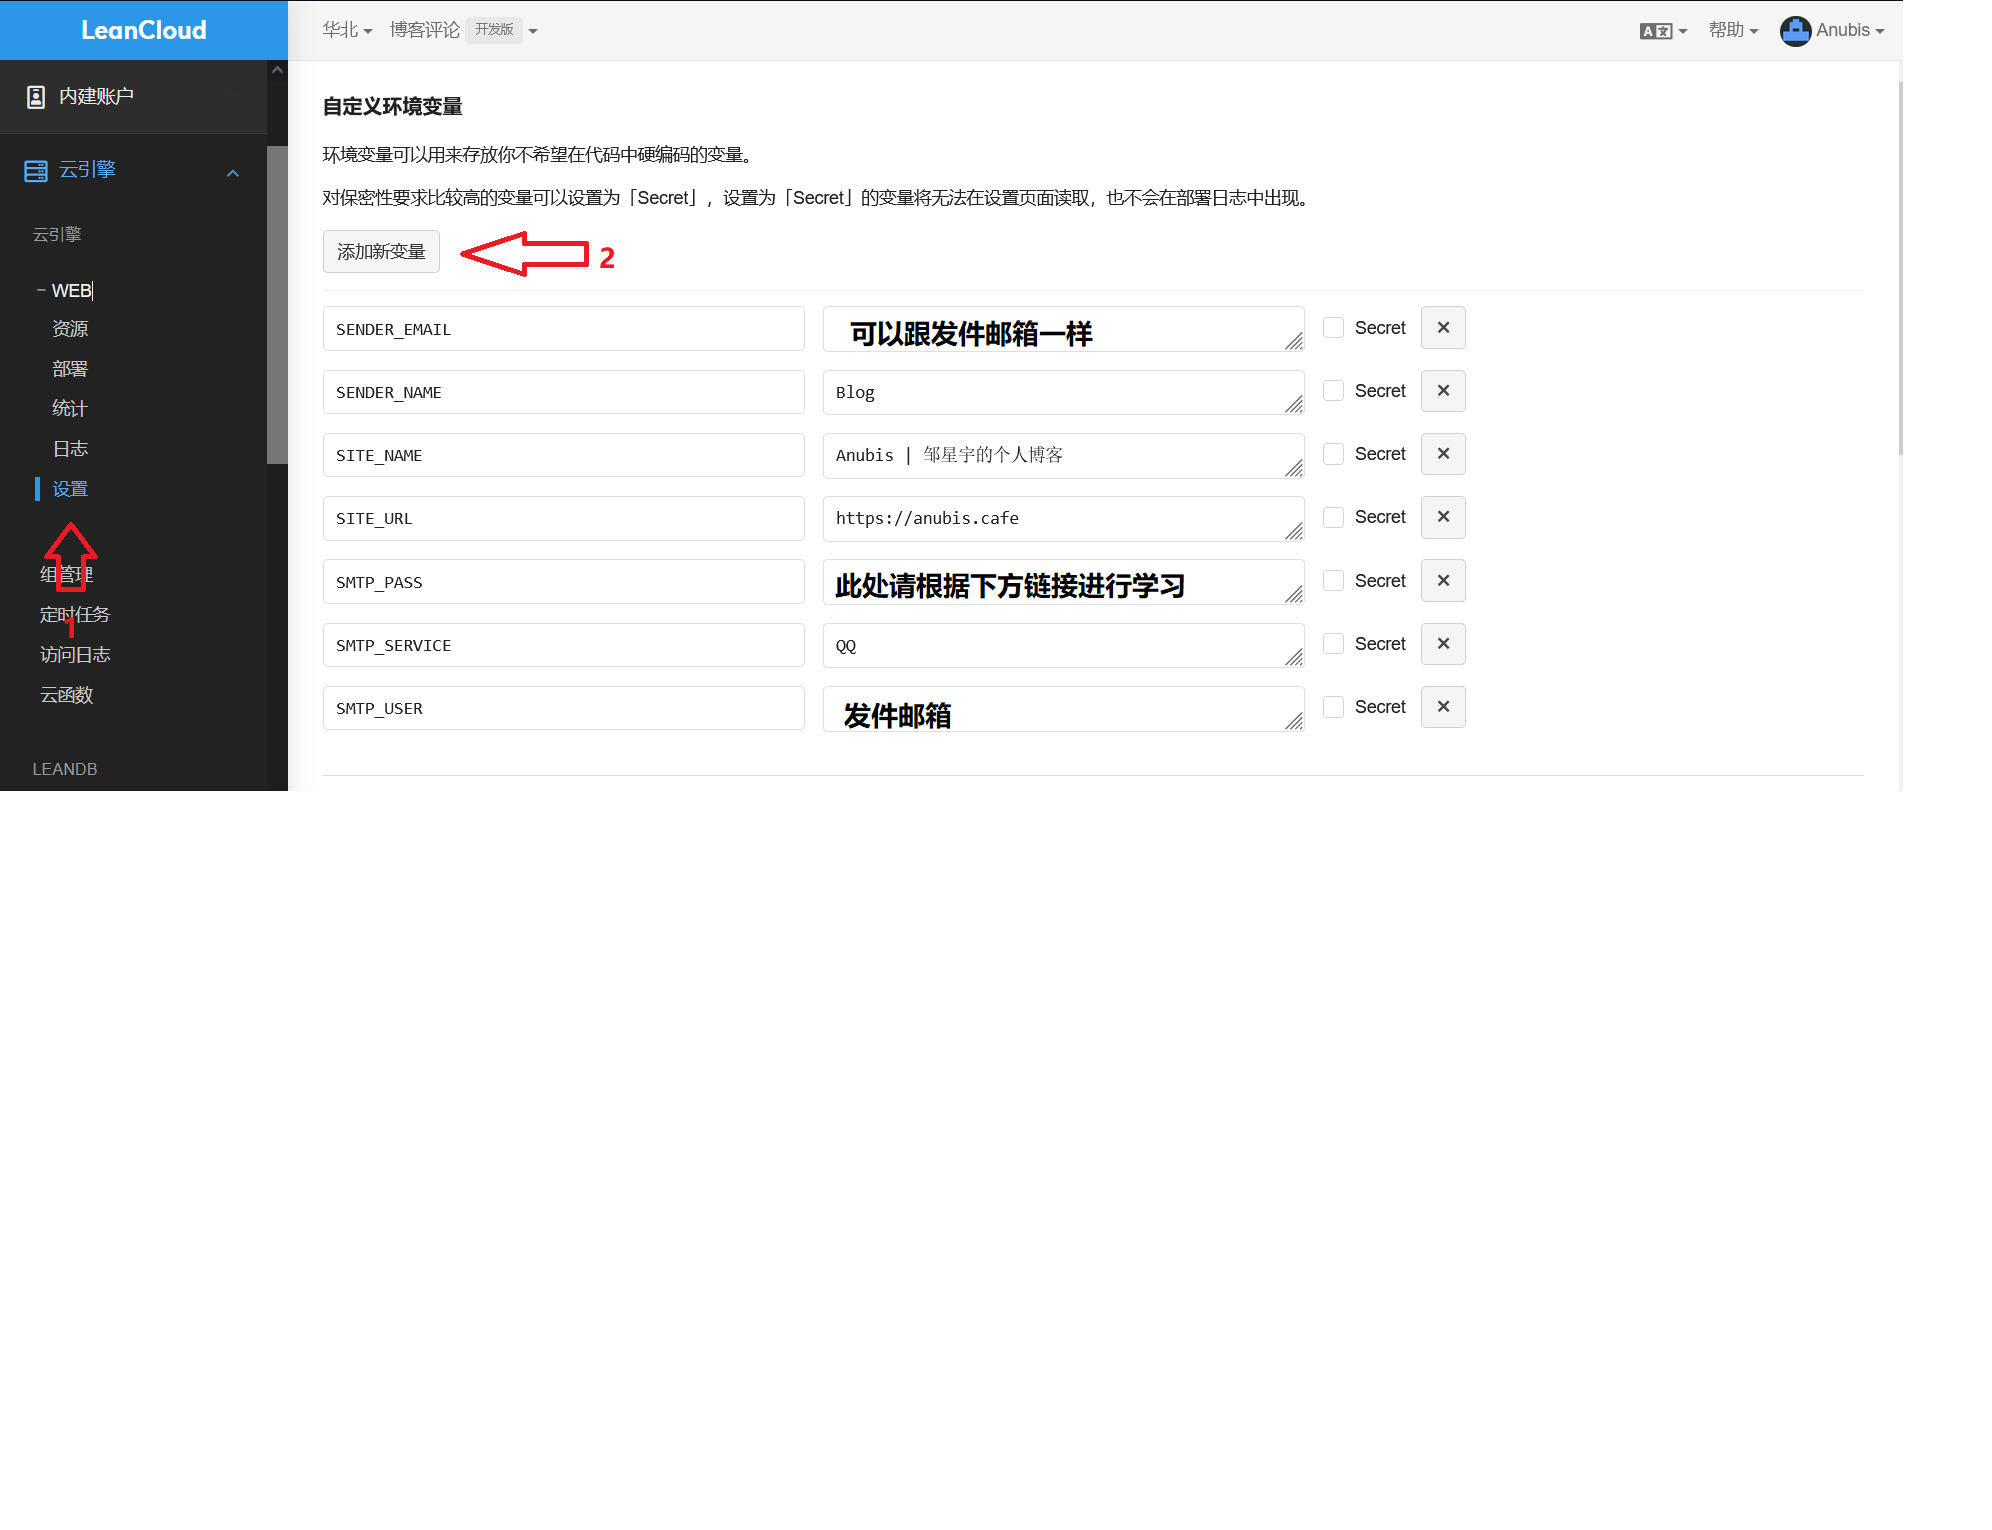 LeanCloud
华北
博客评论 开发版
A文
帮助
Anubis
内建账户
云引擎
云引擎
WEB
资源
部署
统计
日志
设置
组管理
定时任务
1
访问日志
云函数
LEANDB
自定义环境变量
环境变量可以用来存放你不希望在代码中硬编码的变量。
对保密性要求比较高的变量可以设置为「Secret」，设置为「Secret」的变量将无法在设置页面读取，也不会在部署日志中出现。
添加新变量
2
SENDER_EMAIL 可以跟发件邮箱一样 Secret ×
SENDER_NAME Blog Secret ×
SITE_NAME Anubis | 邹星宇的个人博客 Secret ×
SITE_URL https://anubis.cafe Secret ×
SMTP_PASS 此处请根据下方链接进行学习 Secret ×
SMTP_SERVICE QQ Secret ×
SMTP_USER 发件邮箱 Secret ×